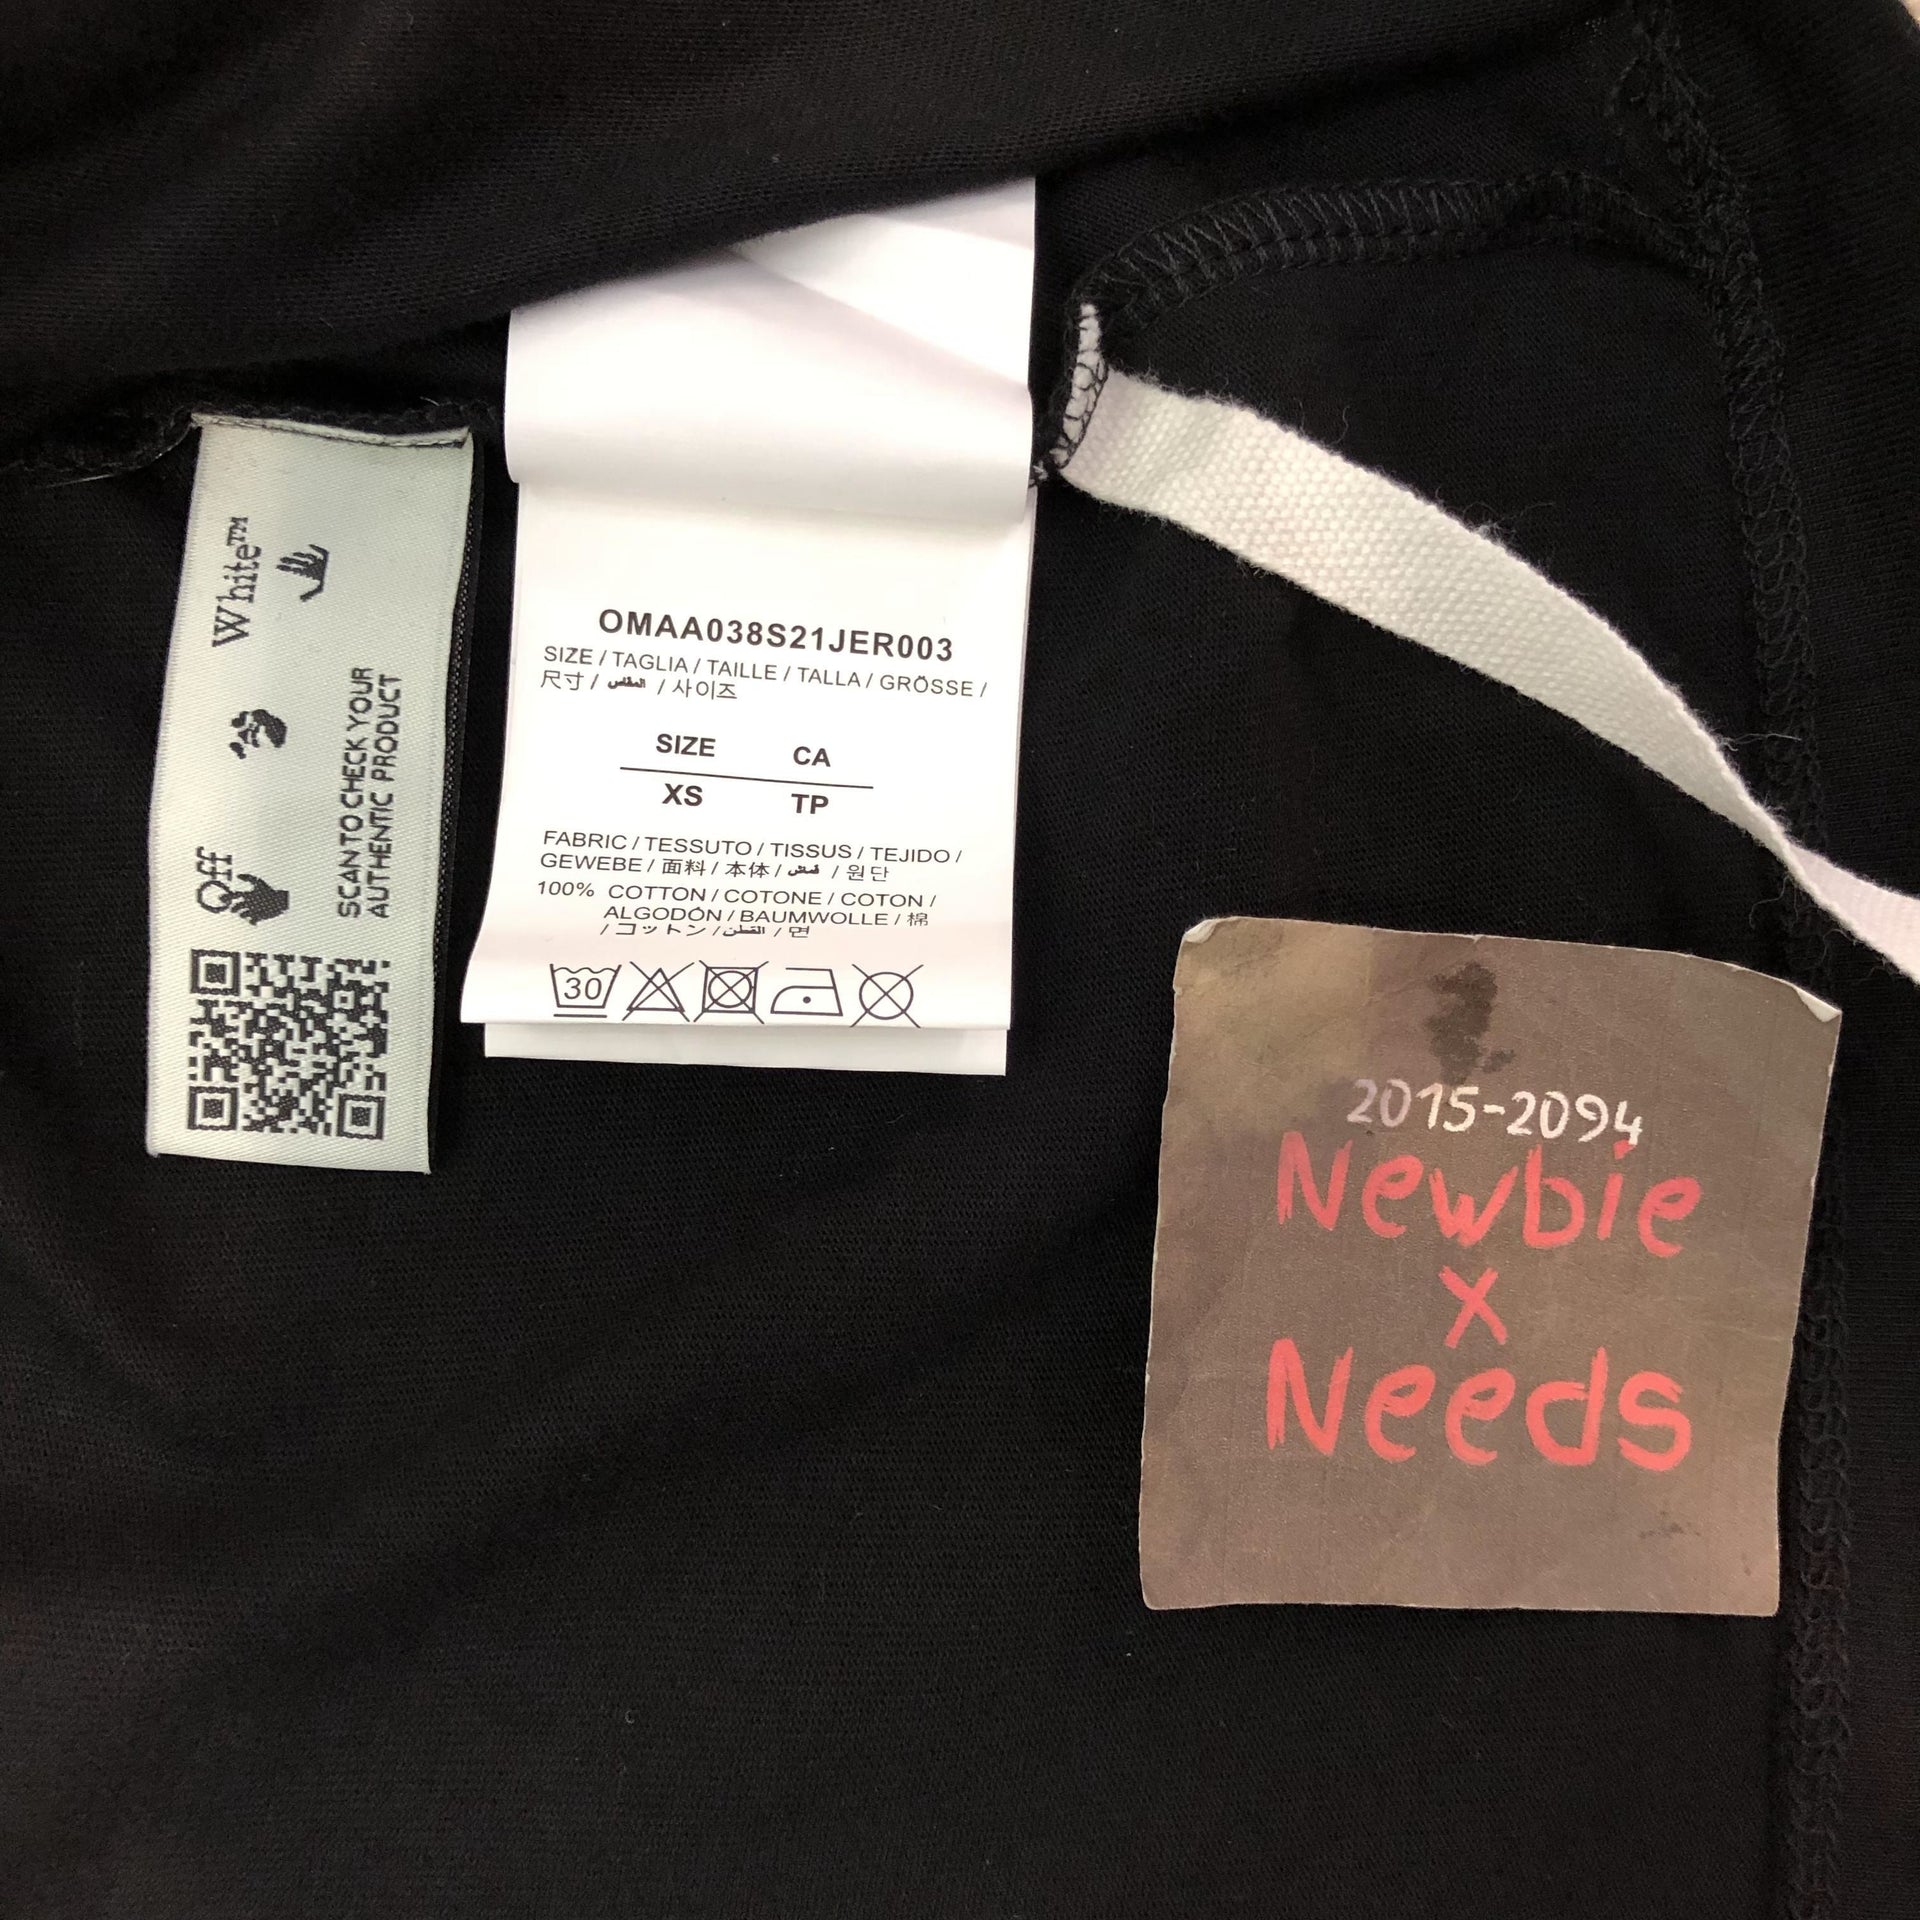 Off White™
SCAN TO CHECK YOUR
AUTHENTIC PRODUCT
OMAA038S21JER003
SIZE / TAGLIA / TAILLE / TALLA / GRÖSSE /
尺寸 / المقاس / 사이즈
SIZE CA
XS TP
FABRIC / TESSUTO / TISSUS / TEJIDO /
GEWEBE / 面料 / 本体 / قماش / 원단
100% COTTON / COTONE / COTON /
ALGODÓN / BAUMWOLLE / 棉
/ コットン / القطن / 면
30
2015-2094
Newbie
x
Needs